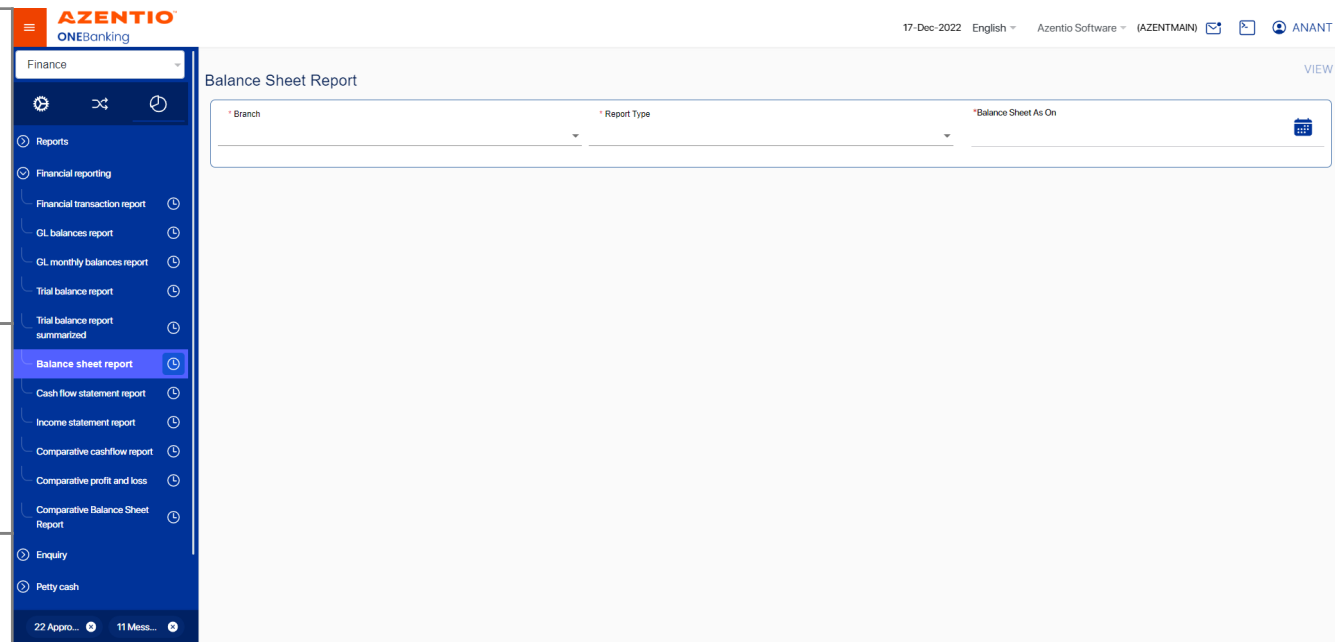 AZENTIO
ONEBanking
17-Dec-2022 English Azentio Software (AZENTMAIN) ANANT
Finance
VIEW
Balance Sheet Report
* Branch
* Report Type
*Balance Sheet As On
Reports
Financial reporting
Financial transaction report
GL balances report
GL monthly balances report
Trial balance report
Trial balance report
summarized
Balance sheet report
Cash flow statement report
Income statement report
Comparative cashflow report
Comparative profit and loss
Comparative Balance Sheet
Report
Enquiry
Petty cash
22 Appro... 11 Mess...